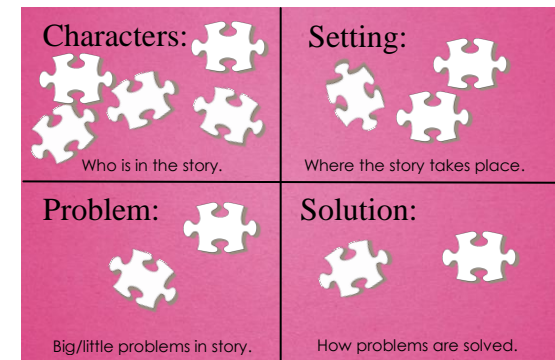 Characters:
Who is in the story.
Setting:
Where the story takes place.
Problem:
Big/little problems in story.
Solution:
How problems are solved.